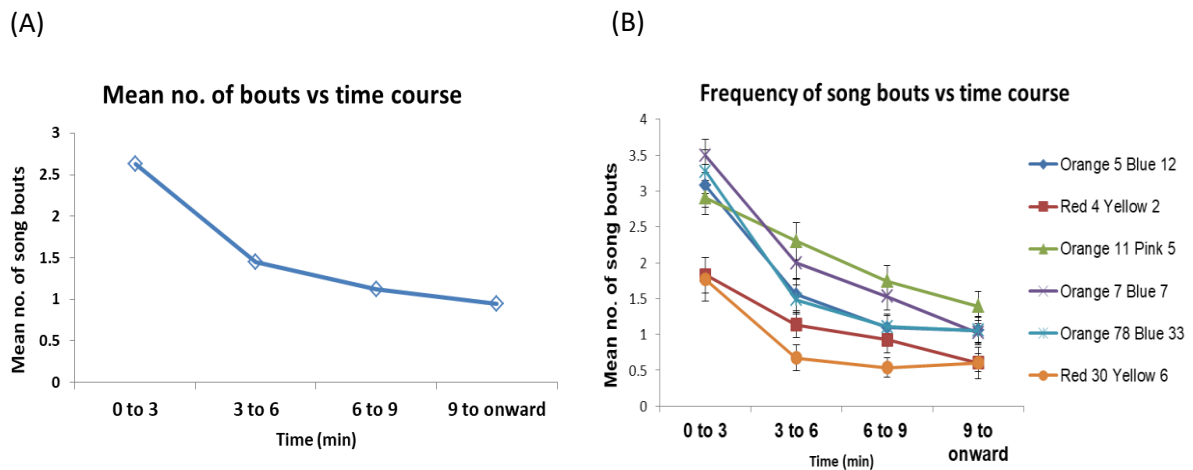 (A)
(B)
Mean no. of bouts vs time course
Mean no. of song bouts
3
2.5
2
1.5
1
0.5
0
0 to 3 3 to 6 6 to 9 9 to onward
Time (min)
Frequency of song bouts vs time course
Mean no. of song bouts
4
3.5
3
2.5
2
1.5
1
0.5
0
0 to 3 3 to 6 6 to 9 9 to
onward
Time (min)
Orange 5 Blue 12
Red 4 Yellow 2
Orange 11 Pink 5
Orange 7 Blue 7
Orange 78 Blue 33
Red 30 Yellow 6